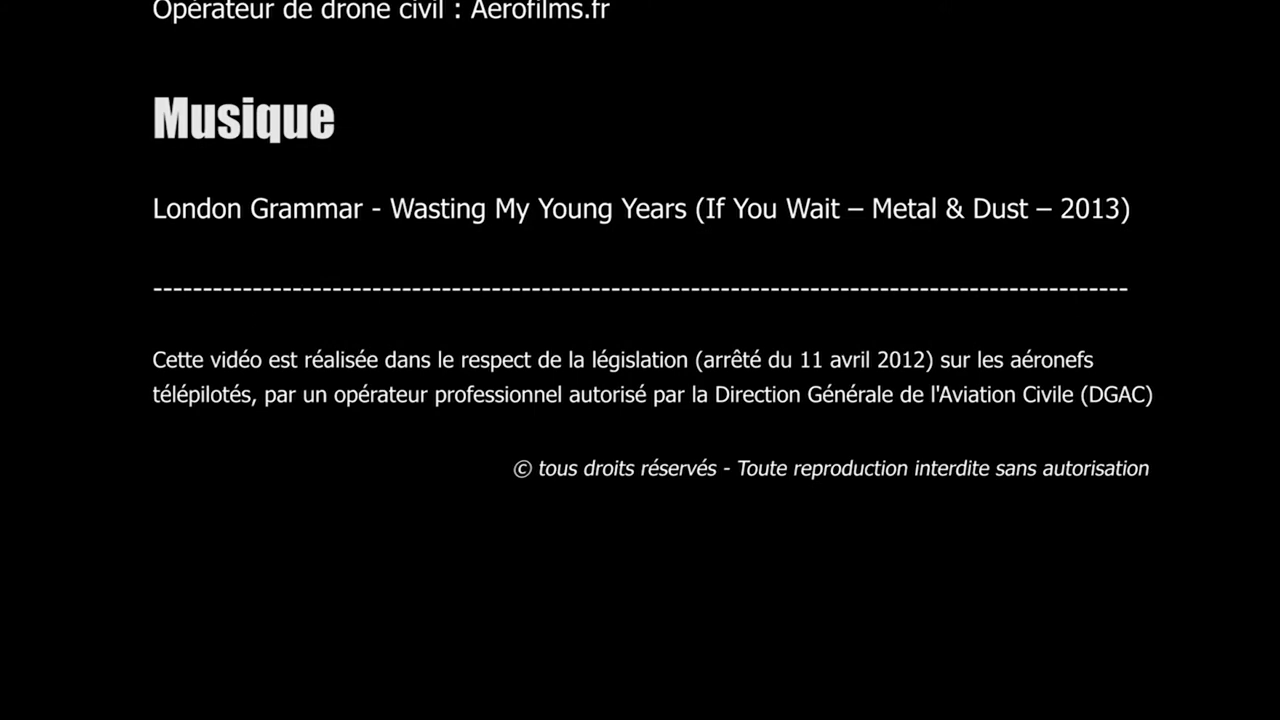 Opérateur de drone civil : Aerofilms.fr
Musique
London Grammar - Wasting My Young Years (If You Wait – Metal & Dust – 2013)
--------------------------------------------------------------------------------------------------
Cette vidéo est réalisée dans le respect de la législation (arrêté du 11 avril 2012) sur les aéronefs
télépilotés, par un opérateur professionnel autorisé par la Direction Générale de l'Aviation Civile (DGAC)
© tous droits réservés - Toute reproduction interdite sans autorisation